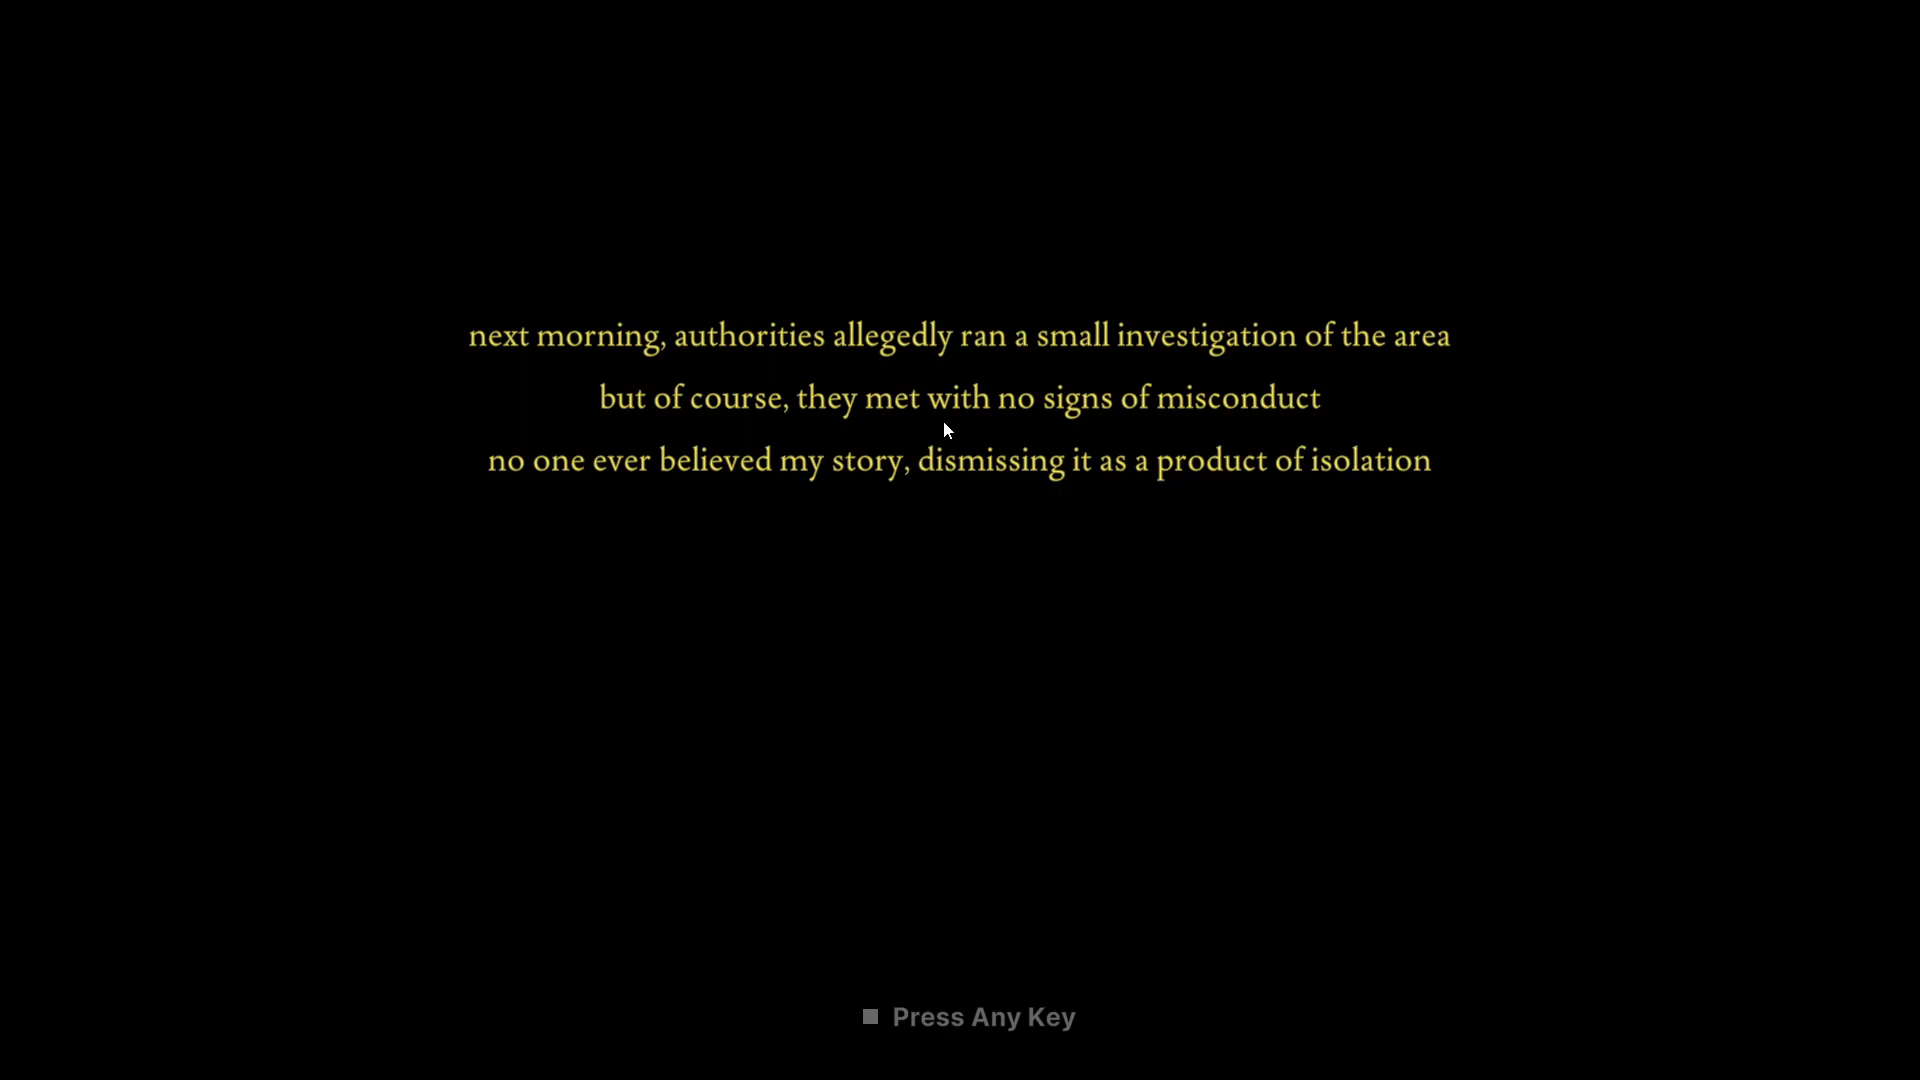 next morning, authorities allegedly ran a small investigation of the area
but of course, they met with no signs of misconduct
no one ever believed my story, dismissing it as a product of isolation
Press Any Key